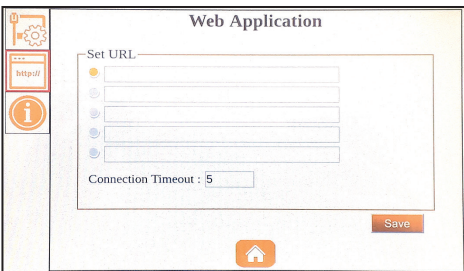 Web Application
http://
Set URL
Connection Timeout : 5
Save